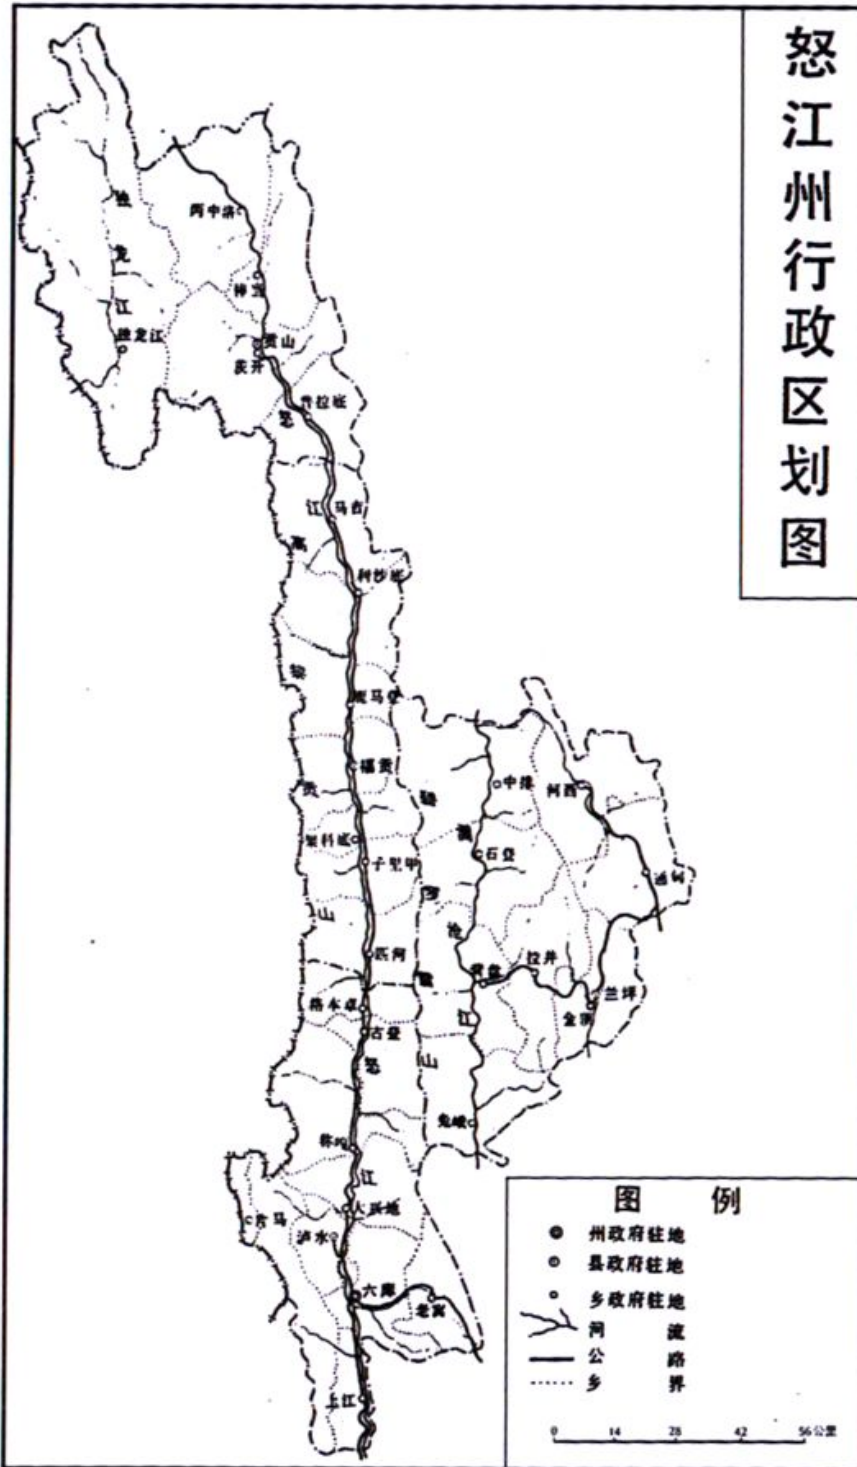 怒江州行政区划图
独龙江
丙中洛
捧当
独龙江
贡山
茨开
普拉底
怒江
马吉
利沙底
高黎贡山
鹿马登
福贡
架科底
子里甲
匹河
洛本卓
古登
怒江
称杆
大兴地
片马
泸水
六库
老窝
上江
碧罗雪山
澜沧江
中排
河西
石登
通甸
营盘
拉井
兰坪
金顶
兔峨
图 例
州政府驻地
县政府驻地
乡政府驻地
河 流
公 路
乡 界
0 14 28 42 56公里